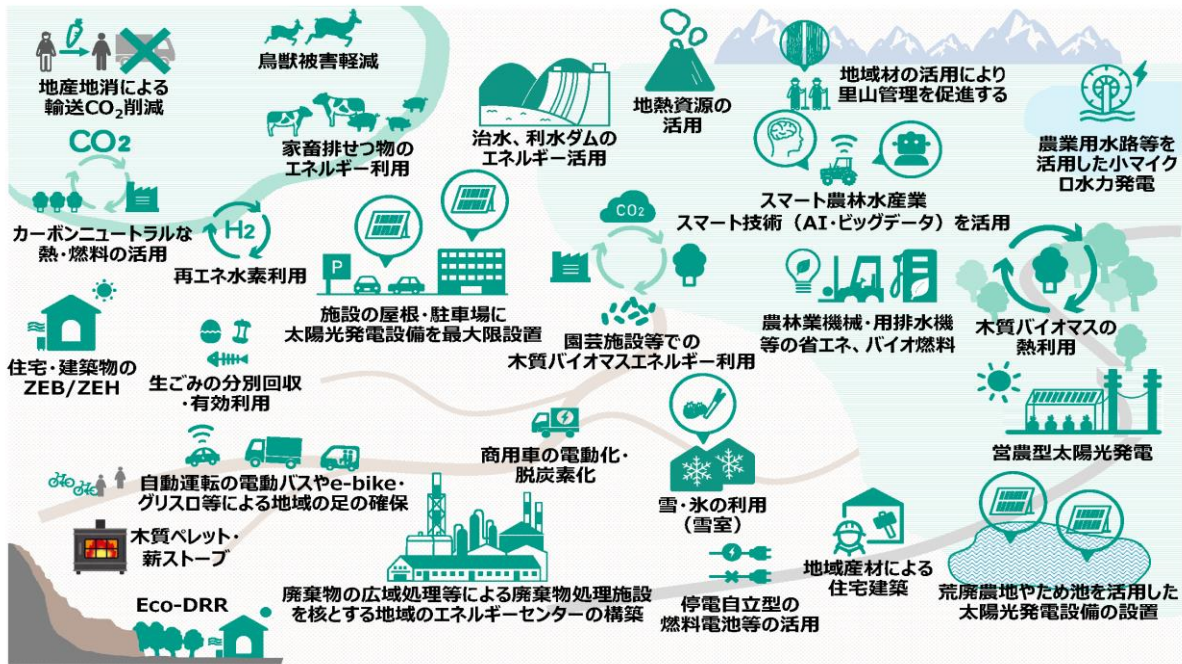 地産地消による
輸送CO₂削減
鳥獣被害軽減
家畜排せつ物の
エネルギー利用
治水、利水ダムの
エネルギー活用
地熱資源の
活用
地域材の活用により
里山管理を促進する
農業用水路等を
活用した小マイク
ロ水力発電
CO2
カーボンニュートラルな
熱・燃料の活用
H2
再エネ水素利用
P
施設の屋根・駐車場に
太陽光発電設備を最大限設置
CO₂
園芸施設等での
木質バイオマスエネルギー利用
スマート農林水産業
スマート技術（AI・ビッグデータ）を活用
農林業機械・用排水機
等の省エネ、バイオ燃料
木質バイオマスの
熱利用
住宅・建築物の
ZEB/ZEH
生ごみの分別回収
・有効利用
商用車の電動化・
脱炭素化
営農型太陽光発電
自動運転の電動バスやe-bike・
グリスロ等による地域の足の確保
雪・氷の利用
（雪室）
木質ペレット・
薪ストーブ
廃棄物の広域処理等による廃棄物処理施設
を核とする地域のエネルギーセンターの構築
停電自立型の
燃料電池等の活用
地域産材による
住宅建築
荒廃農地やため池を活用した
太陽光発電設備の設置
Eco-DRR